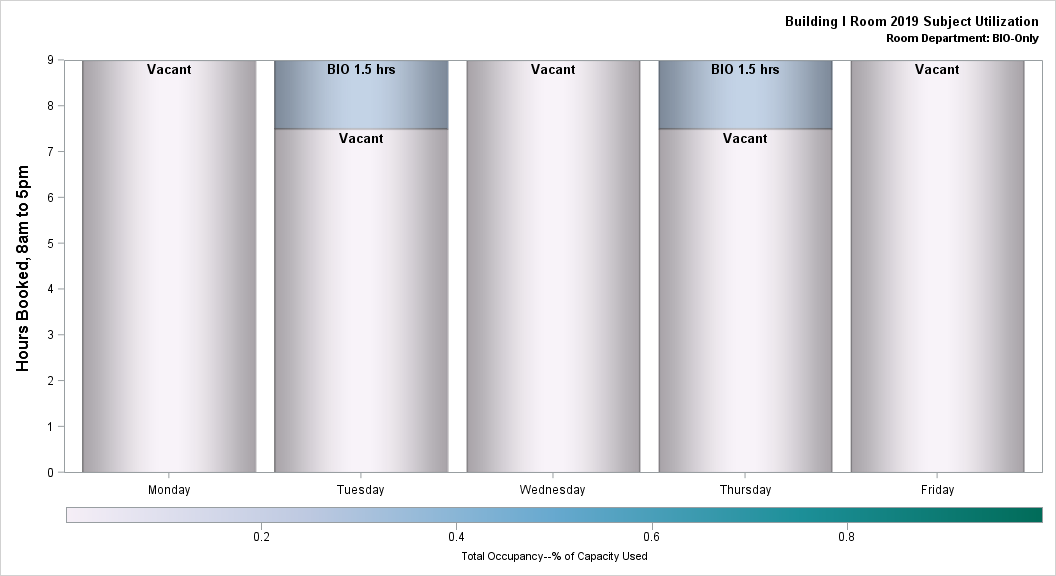 Building I Room 2019 Subject Utilization
Room Department: BIO-Only
Hours Booked, 8am to 5pm
9
8
7
6
5
4
3
2
1
0
Vacant
BIO 1.5 hrs
Vacant
BIO 1.5 hrs
Vacant
Vacant
Vacant
Monday
Tuesday
Wednesday
Thursday
Friday
0.2
0.4
0.6
0.8
Total Occupancy--% of Capacity Used